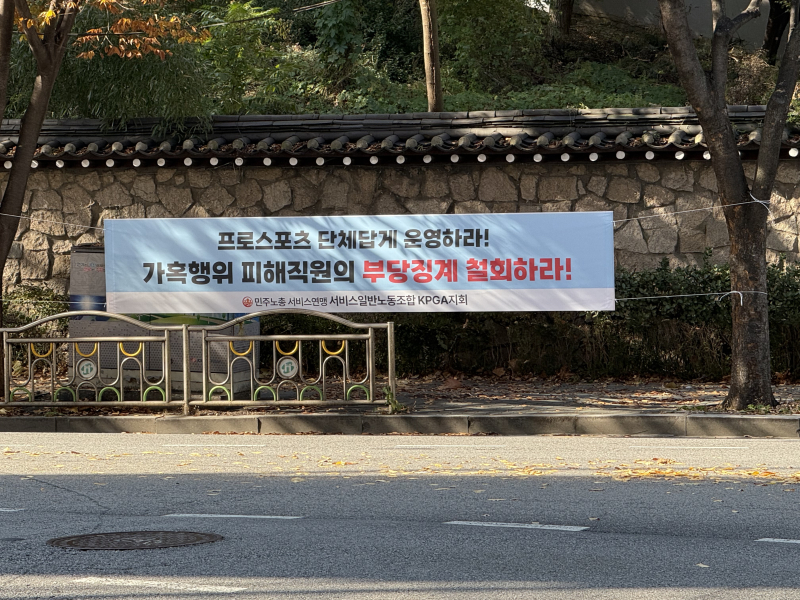 프로스포츠 단체답게 운영하라!
가혹행위 피해직원의 부당징계 철회하라!
민주노총 서비스연맹 서비스일반노동조합 KPGA지회